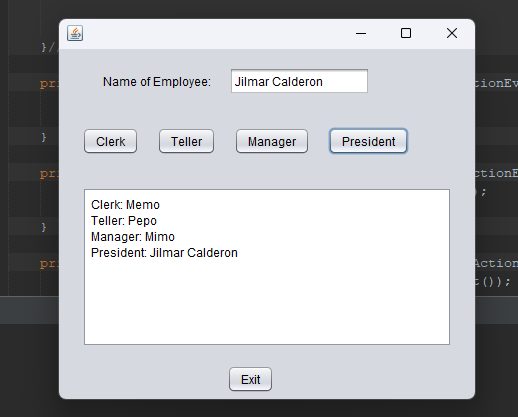 }//
pri
ctionEv
Name of Employee: Jilmar Calderon
Clerk Teller Manager President
}
pri
ctionE
);
Clerk: Memo
Teller: Pepo
Manager: Mimo
President: Jilmar Calderon
}
pri
Action
t());
Exit